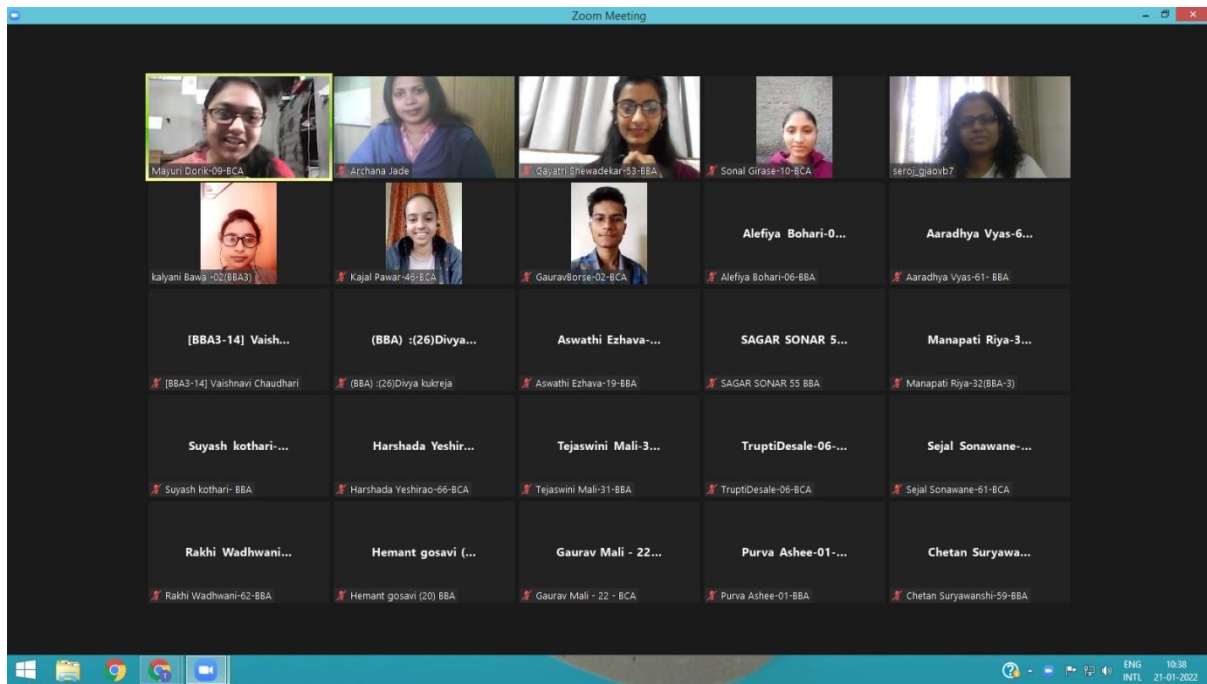 Zoom Meeting
Mayuri Dorik-09-BCA
Archana Jade
Gayatri Shewadekar-53-BBA
Sonal Girase-10-BCA
seroj_gjaovb7
kalyani Bawa -02(BBA3)
Kajal Pawar-46-BCA
GauravBorse-02-BCA
Alefiya Bohari-0...
Alefiya Bohari-06-BBA
Aaradhya Vyas-6...
Aaradhya Vyas-61- BBA
[BBA3-14] Vaish...
[BBA3-14] Vaishnavi Chaudhari
(BBA) :(26)Divya...
(BBA) :(26)Divya kukreja
Aswathi Ezhava-...
Aswathi Ezhava-19-BBA
SAGAR SONAR 5...
SAGAR SONAR 55 BBA
Manapati Riya-3...
Manapati Riya-32(BBA-3)
Suyash kothari-...
Suyash kothari- BBA
Harshada Yeshir...
Harshada Yeshirao-66-BCA
Tejaswini Mali-3...
Tejaswini Mali-31-BBA
TruptiDesale-06-...
TruptiDesale-06-BCA
Sejal Sonawane-...
Sejal Sonawane-61-BCA
Rakhi Wadhwani...
Rakhi Wadhwani-62-BBA
Hemant gosavi (...
Hemant gosavi (20) BBA
Gaurav Mali - 22...
Gaurav Mali - 22 - BCA
Purva Ashee-01-...
Purva Ashee-01-BBA
Chetan Suryawa...
Chetan Suryawanshi-59-BBA
ENG
INTL
10:38
21-01-2022